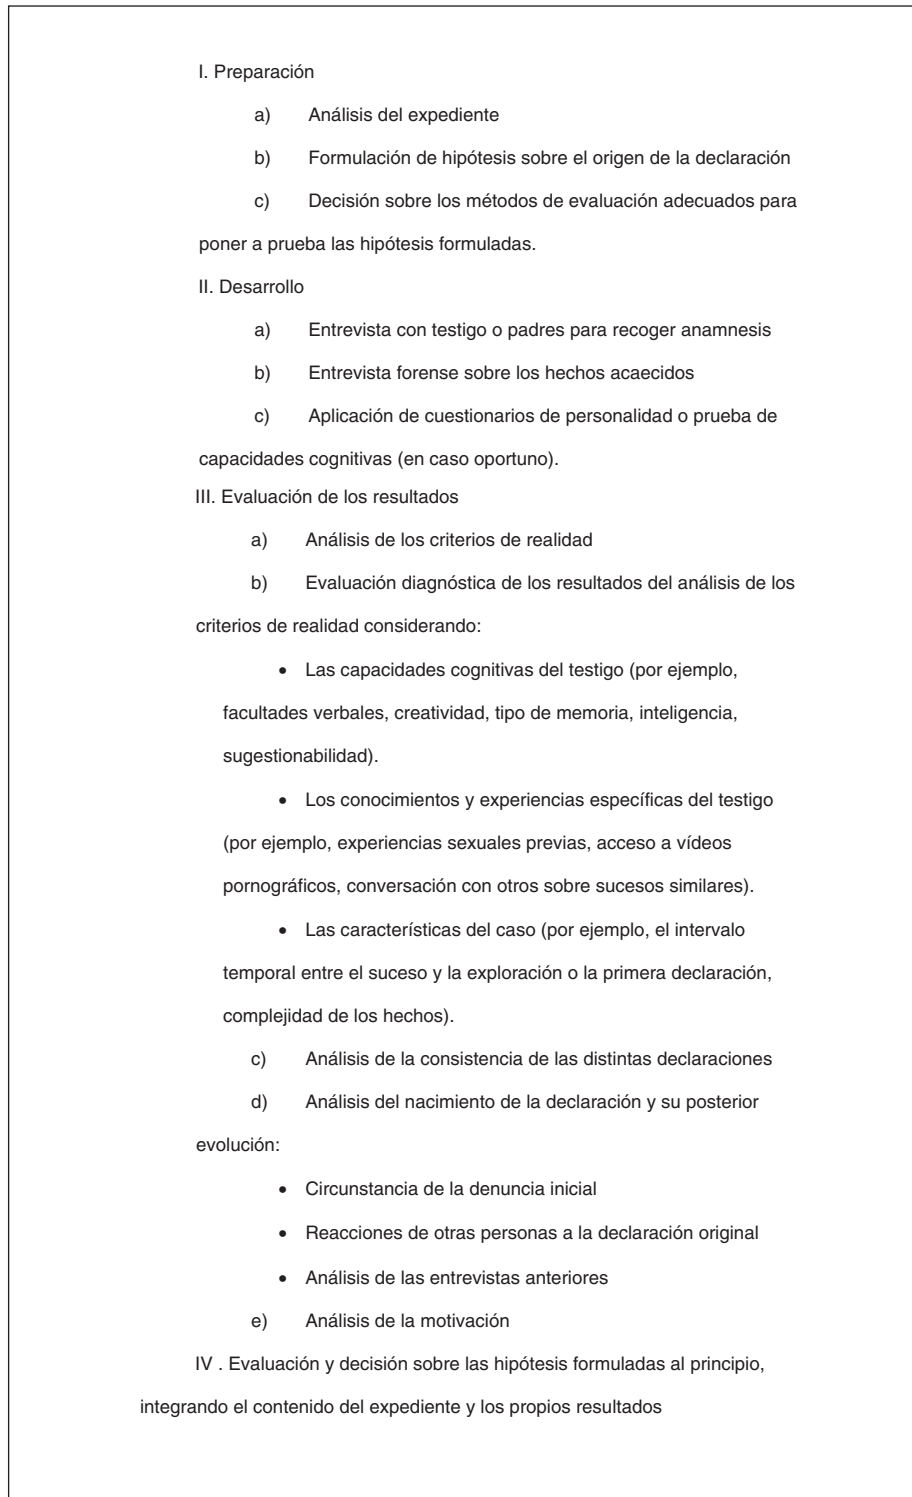 I. Preparación
a) Análisis del expediente
b) Formulación de hipótesis sobre el origen de la declaración
c) Decisión sobre los métodos de evaluación adecuados para
poner a prueba las hipótesis formuladas.
II. Desarrollo
a) Entrevista con testigo o padres para recoger anamnesis
b) Entrevista forense sobre los hechos acaecidos
c) Aplicación de cuestionarios de personalidad o prueba de
capacidades cognitivas (en caso oportuno).
III. Evaluación de los resultados
a) Análisis de los criterios de realidad
b) Evaluación diagnóstica de los resultados del análisis de los
criterios de realidad considerando:
• Las capacidades cognitivas del testigo (por ejemplo,
facultades verbales, creatividad, tipo de memoria, inteligencia,
sugestionabilidad).
• Los conocimientos y experiencias específicas del testigo
(por ejemplo, experiencias sexuales previas, acceso a vídeos
pornográficos, conversación con otros sobre sucesos similares).
• Las características del caso (por ejemplo, el intervalo
temporal entre el suceso y la exploración o la primera declaración,
complejidad de los hechos).
c) Análisis de la consistencia de las distintas declaraciones
d) Análisis del nacimiento de la declaración y su posterior
evolución:
• Circunstancia de la denuncia inicial
• Reacciones de otras personas a la declaración original
• Análisis de las entrevistas anteriores
e) Análisis de la motivación
IV . Evaluación y decisión sobre las hipótesis formuladas al principio,
integrando el contenido del expediente y los propios resultados